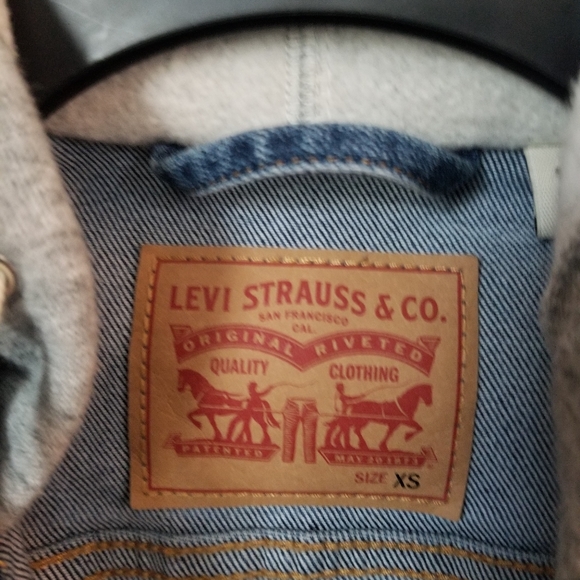 LEVI STRAUSS & CO.
SAN FRANCISCO
CAL.
ORIGINAL RIVETED
QUALITY CLOTHING
PATENTED MAY 20 1873
SIZE XS